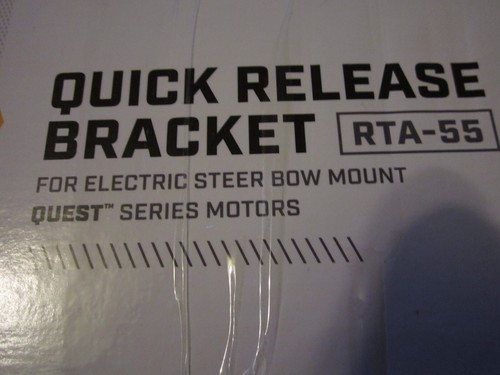 QUICK RELEASE
BRACKET RTA-55
FOR ELECTRIC STEER BOW MOUNT
QUEST™ SERIES MOTORS